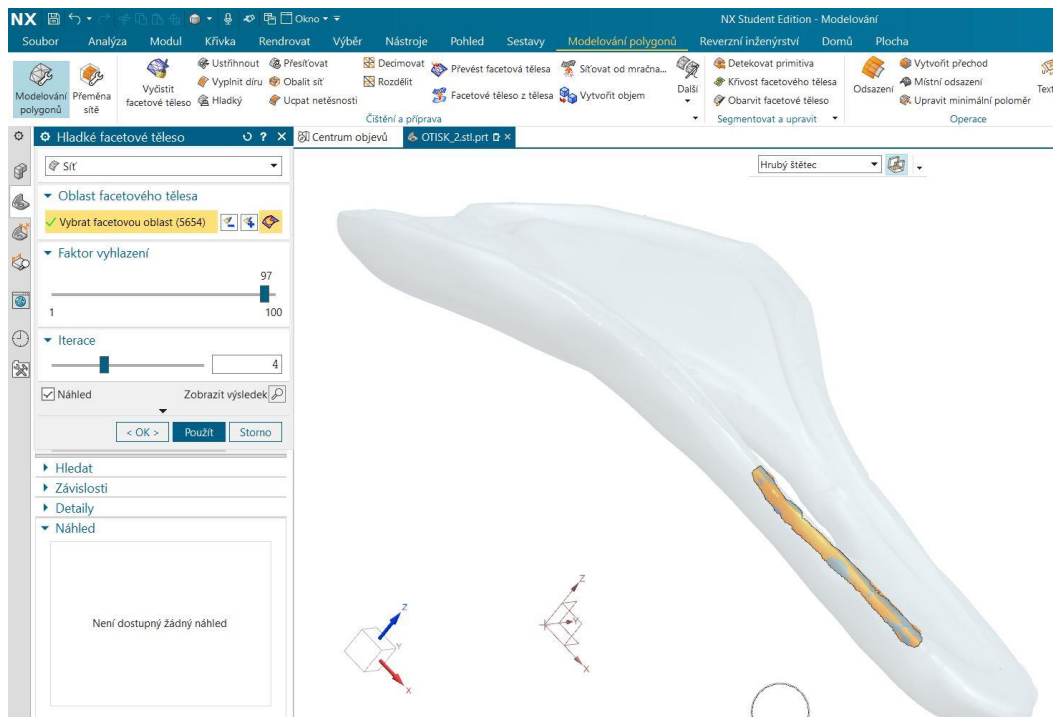 NX Okno NX Student Edition - Modelování
Soubor Analýza Modul Křivka Rendrovat Výběr Nástroje Pohled Sestavy Modelování polygonů Reverzní inženýrství Domů Plocha
Modelování polygonů
Přeměna sítě
Vyčistit facetové těleso
Ustřihnout
Vyplnit díru
Hladký
Přesíťovat
Obalit síť
Ucpat netěsnosti
Decimovat
Rozdělit
Převést facetová tělesa
Facetové těleso z tělesa
Síťovat od mračna...
Vytvořit objem
Další
Čištění a příprava
Detekovat primitiva
Křivost facetového tělesa
Obarvit facetové těleso
Segmentovat a upravit
Odsazení
Vytvořit přechod
Místní odsazení
Upravit minimální poloměr
Operace
Hladké facetové těleso
? ×
Centrum objevů
OTISK_2.stl.prt
Síť
Hrubý štětec
Oblast facetového tělesa
Vybrat facetovou oblast (5654)
Faktor vyhlazení
97
1 100
Iterace
4
Náhled Zobrazit výsledek
< OK > Použít Storno
Hledat
Závislosti
Detaily
Náhled
Není dostupný žádný náhled
Z
Y
X
Z
Y
X